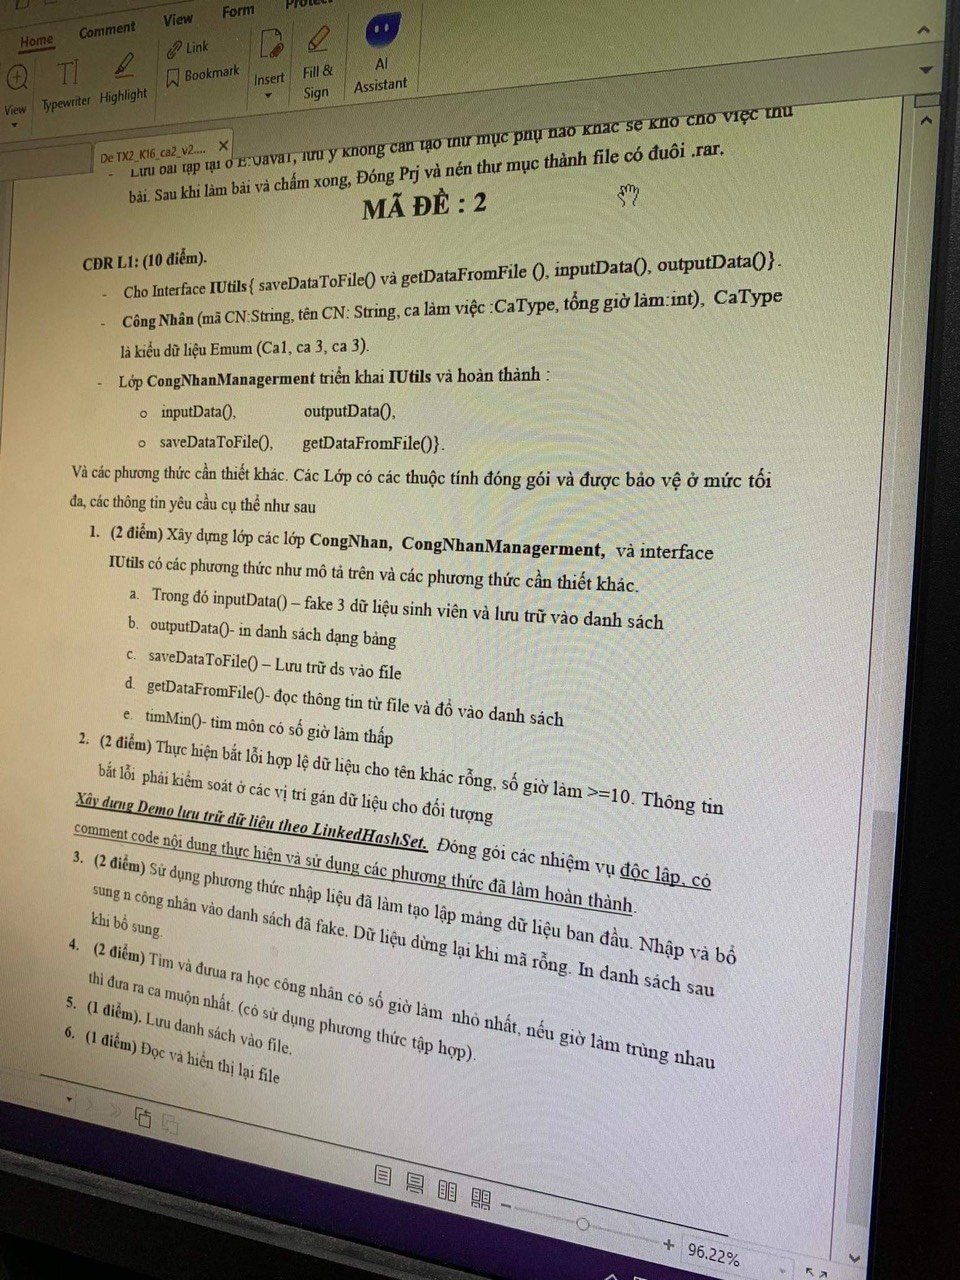 Home Comment View Form
View Typewriter Highlight Link Bookmark Insert Fill & Sign AI Assistant
De TX2_K16_ca2_v2.... ×
- Lưu bài tập tại ổ E:\Java1, lưu ý không cần tạo thư mục phụ nào khác sẽ khó cho việc thu
bài. Sau khi làm bài và chấm xong, Đóng Prj và nén thư mục thành file có đuôi .rar.
MÃ ĐỀ : 2
CĐR L1: (10 điểm).
- Cho Interface IUtils{ saveDataToFile() và getDataFromFile (), inputData(), outputData()}.
- Công Nhân (mã CN:String, tên CN: String, ca làm việc :CaType, tổng giờ làm:int), CaType
là kiểu dữ liệu Emum (Ca1, ca 3, ca 3).
- Lớp CongNhanManagerment triển khai IUtils và hoàn thành :
o inputData(), outputData(),
o saveDataToFile(), getDataFromFile()}.
Và các phương thức cần thiết khác. Các Lớp có các thuộc tính đóng gói và được bảo vệ ở mức tối
đa, các thông tin yêu cầu cụ thể như sau
1. (2 điểm) Xây dựng lớp các lớp CongNhan, CongNhanManagerment, và interface
IUtils có các phương thức như mô tả trên và các phương thức cần thiết khác.
a. Trong đó inputData() – fake 3 dữ liệu sinh viên và lưu trữ vào danh sách
b. outputData()- in danh sách dạng bảng
c. saveDataToFile() – Lưu trữ ds vào file
d. getDataFromFile()- đọc thông tin từ file và đổ vào danh sách
e. timMin()- tìm môn có số giờ làm thấp
2. (2 điểm) Thực hiện bắt lỗi hợp lệ dữ liệu cho tên khác rỗng, số giờ làm >=10. Thông tin
bắt lỗi phải kiểm soát ở các vị trí gán dữ liệu cho đối tượng
Xây dựng Demo lưu trữ dữ liệu theo LinkedHashSet. Đóng gói các nhiệm vụ độc lập, có
comment code nội dung thực hiện và sử dụng các phương thức đã làm hoàn thành.
3. (2 điểm) Sử dụng phương thức nhập liệu đã làm tạo lập mảng dữ liệu ban đầu. Nhập và bổ
sung n công nhân vào danh sách đã fake. Dữ liệu dừng lại khi mã rỗng. In danh sách sau
khi bổ sung.
4. (2 điểm) Tìm và đưua ra học công nhân có số giờ làm nhỏ nhất, nếu giờ làm trùng nhau
thì đưa ra ca muộn nhất. (có sử dụng phương thức tập hợp).
5. (1 điểm). Lưu danh sách vào file.
6. (1 điểm) Đọc và hiển thị lại file
96.22%